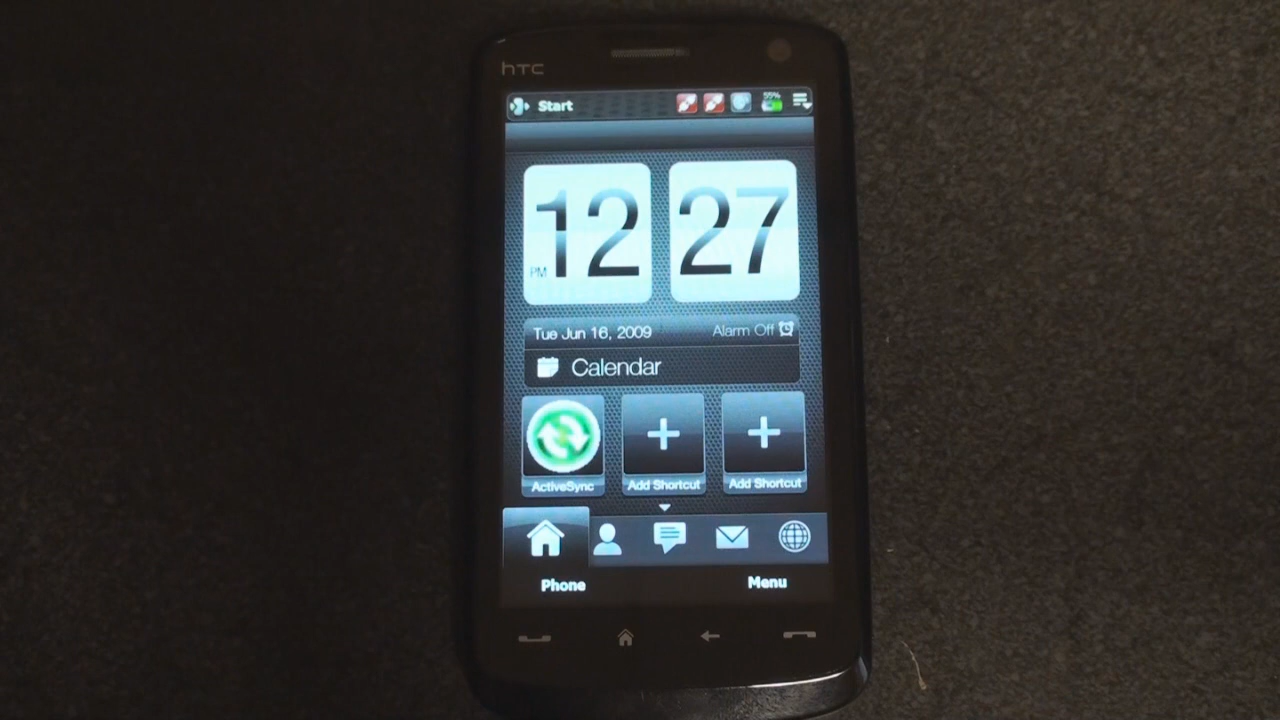 hTC
Start
55%
12 27
PM
Tue Jun 16, 2009 Alarm Off
Calendar
ActiveSync Add Shortcut Add Shortcut
Phone Menu